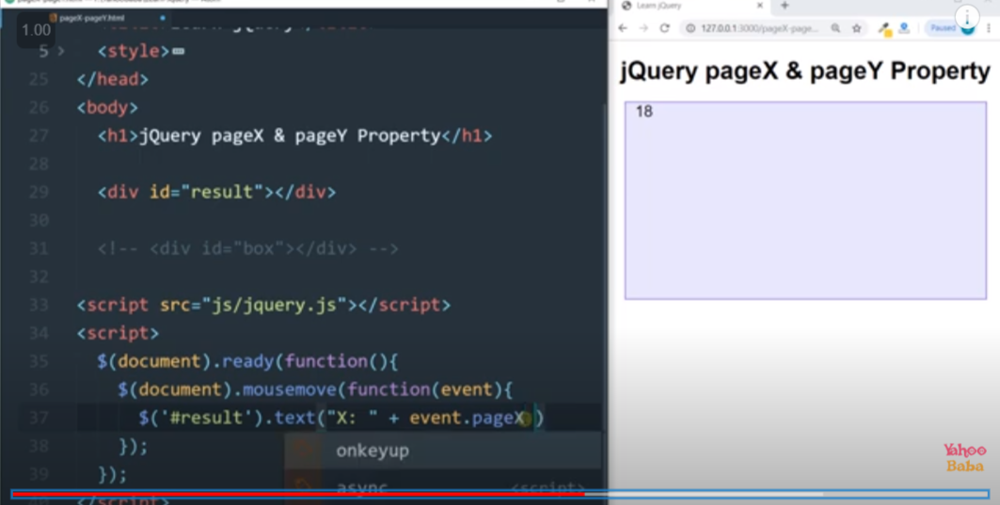 pageX-pageY.html
1.00
5 > <style>
25 </head>
26 <body>
27 <h1>jQuery pageX & pageY Property</h1>
28
29 <div id="result"></div>
30
31 <!-- <div id="box"></div> -->
32
33 <script src="js/jquery.js"></script>
34 <script>
35 $(document).ready(function(){
36 $(document).mousemove(function(event){
37 $('#result').text("X: " + event.pageX )
38 });
39 });
</script>
onkeyup
async <script>
Learn jQuery
127.0.0.1:3000/pageX-page...
Paused
jQuery pageX & pageY Property
18
Yahoo
Baba